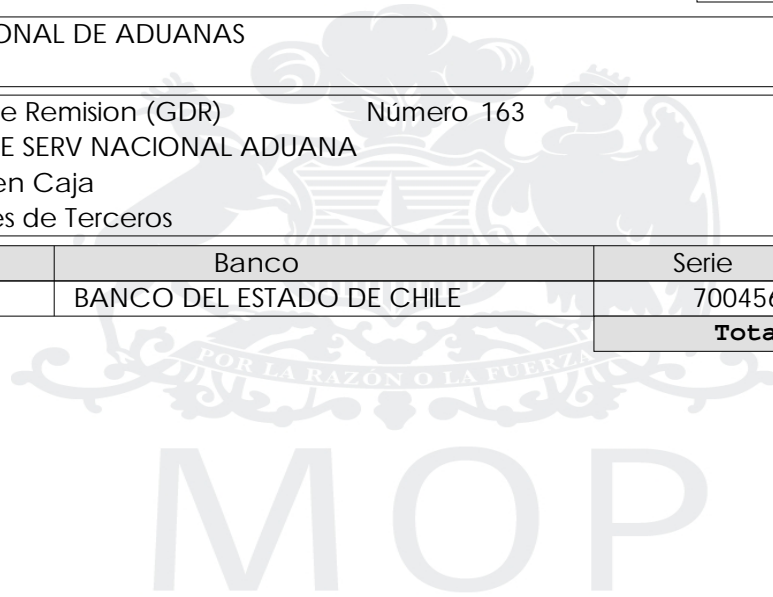 ONAL DE ADUANAS
e Remision (GDR) Número 163
E SERV NACIONAL ADUANA
en Caja
es de Terceros
Banco Serie
BANCO DEL ESTADO DE CHILE 700456
Tota
POR LA RAZÓN O LA FUERZA
MOP